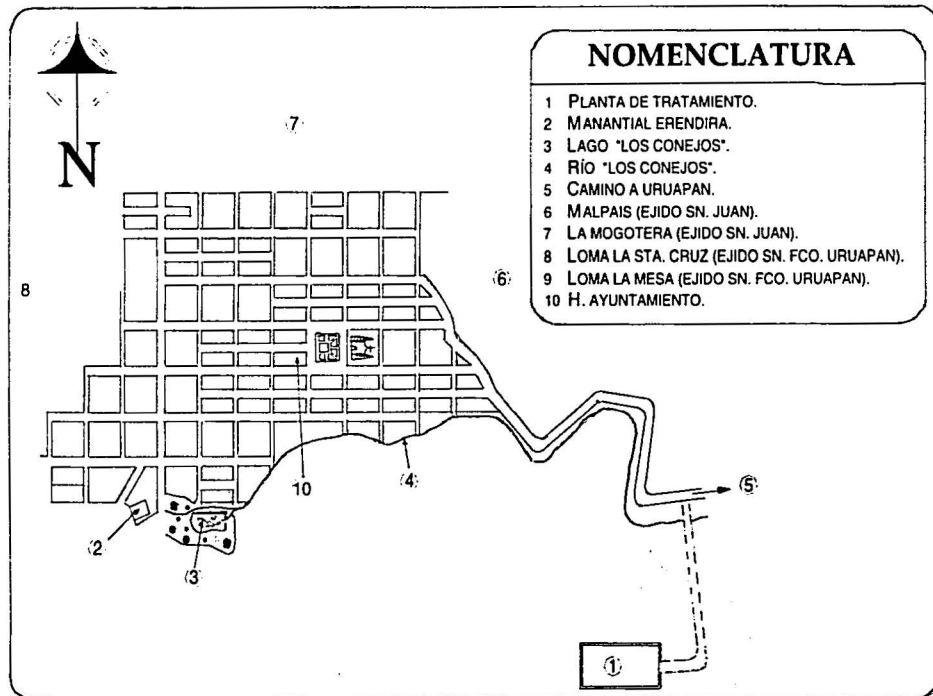 NOMENCLATURA
1 PLANTA DE TRATAMIENTO.
2 MANANTIAL ERENDIRA.
3 LAGO "LOS CONEJOS".
4 RÍO "LOS CONEJOS".
5 CAMINO A URUAPAN.
6 MALPAIS (EJIDO SN. JUAN).
7 LA MOGOTERA (EJIDO SN. JUAN).
8 LOMA LA STA. CRUZ (EJIDO SN. FCO. URUAPAN).
9 LOMA LA MESA (EJIDO SN. FCO. URUAPAN).
10 H. AYUNTAMIENTO.
N
7
8
6
10
4
5
2
3
1